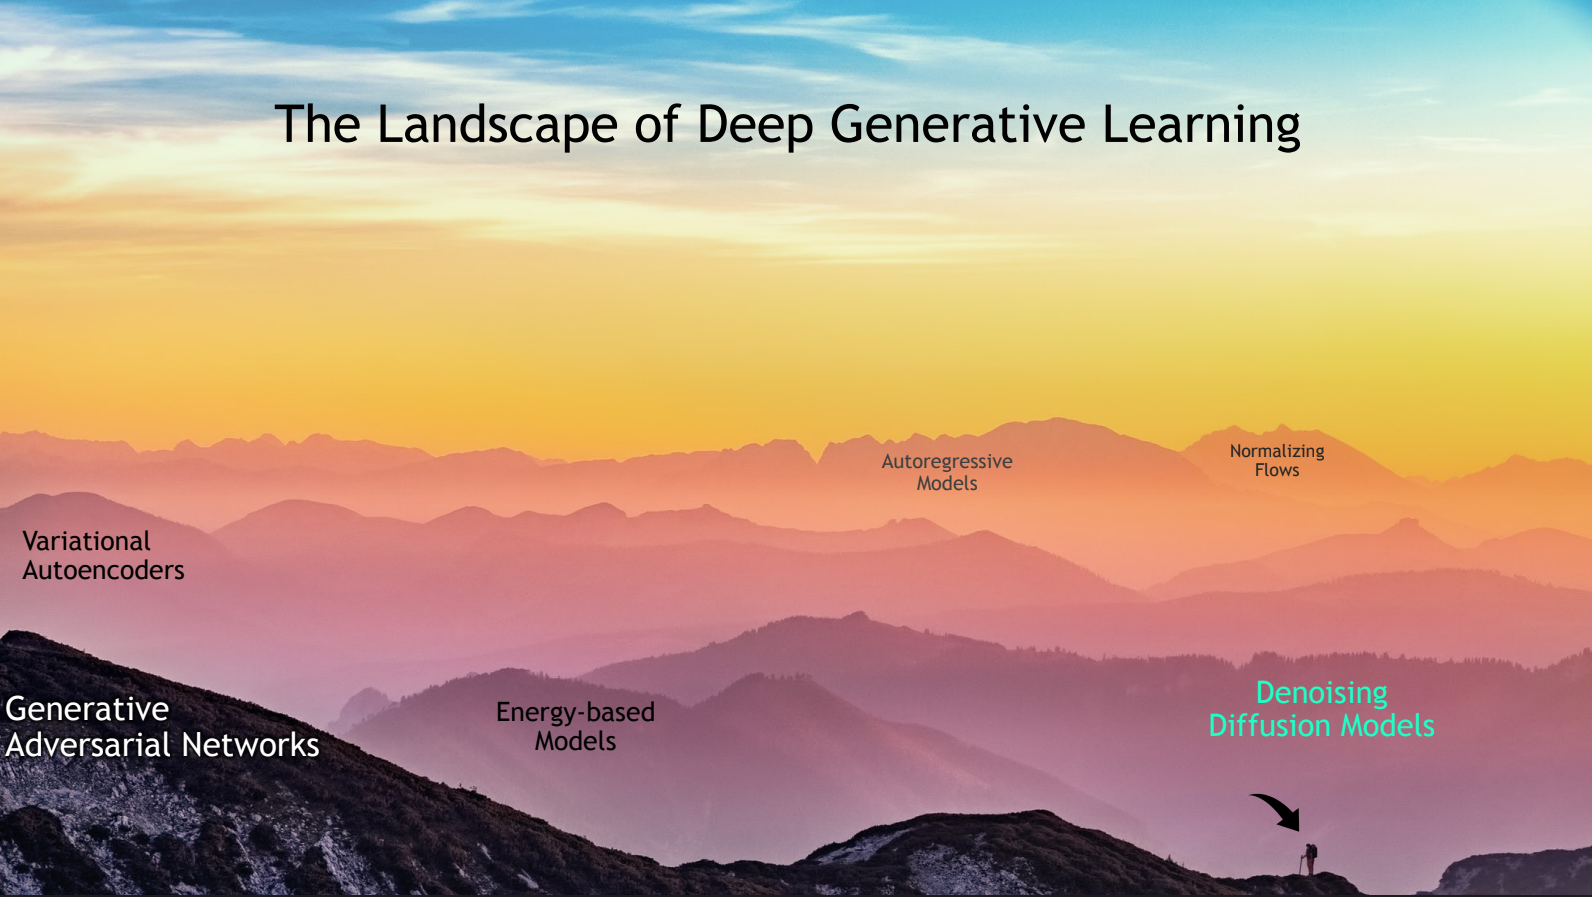 The Landscape of Deep Generative Learning
Autoregressive
Models
Normalizing
Flows
Variational
Autoencoders
Generative
Adversarial Networks
Energy-based
Models
Denoising
Diffusion Models